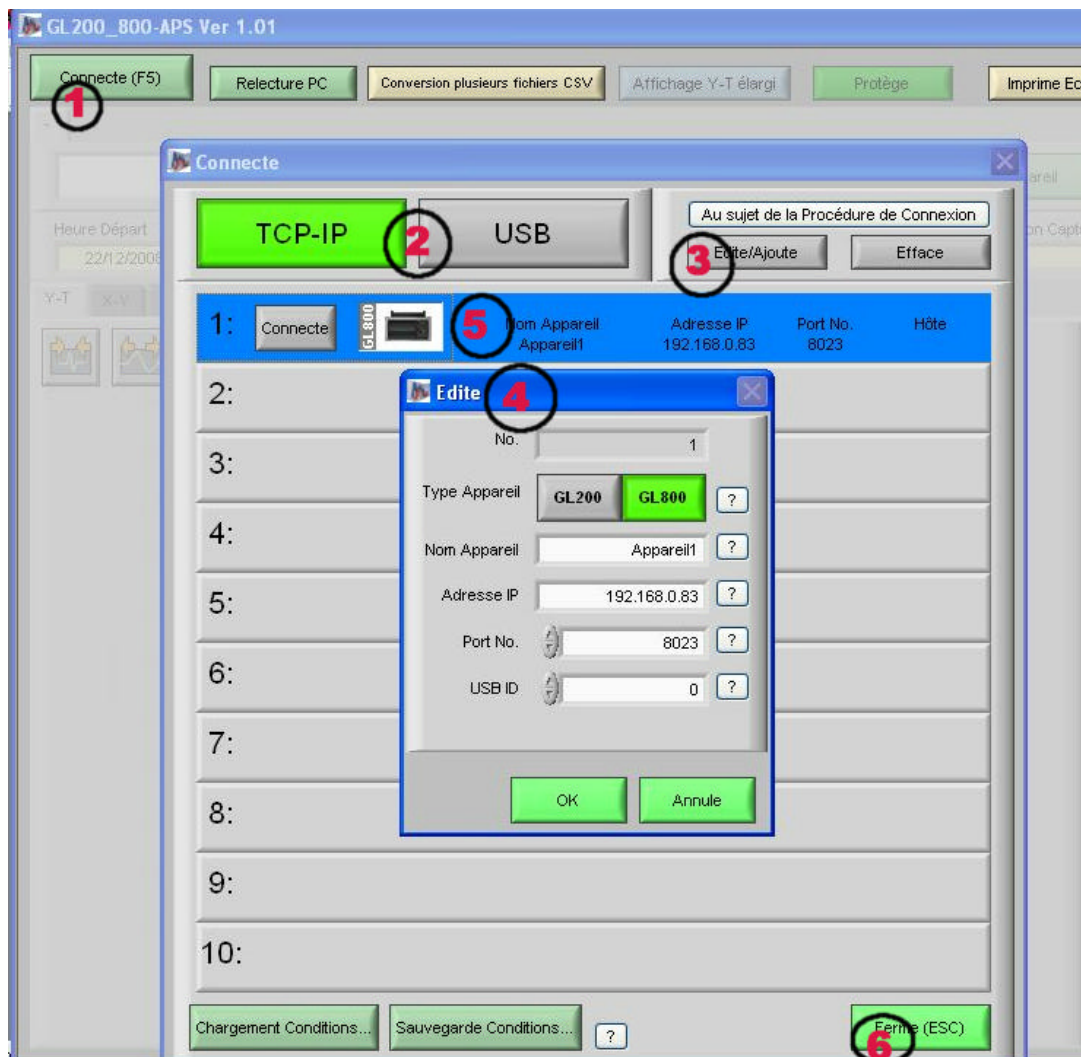 GL200_800-APS Ver 1.01
Connecte (F5) Relecture PC Conversion plusieurs fichiers CSV Affichage Y-T élargi Protège Imprime Ec
1
Connecte
areil
TCP-IP 2 USB Au sujet de la Procédure de Connexion
3 Edite/Ajoute Efface
Heure Départ on Capt
22/12/200
Y-T X-Y
1: Connecte GL800 5 Nom Appareil Adresse IP Port No. Hôte
Appareil1 192.168.0.83 8023
2: Edite 4
No. 1
3:
Type Appareil GL200 GL800 ?
4: Nom Appareil Appareil1 ?
5: Adresse IP 192.168.0.83 ?
Port No. 8023 ?
6: USB ID 0 ?
7:
8: OK Annule
9:
10:
Chargement Conditions... Sauvegarde Conditions... ? Ferme (ESC)
6